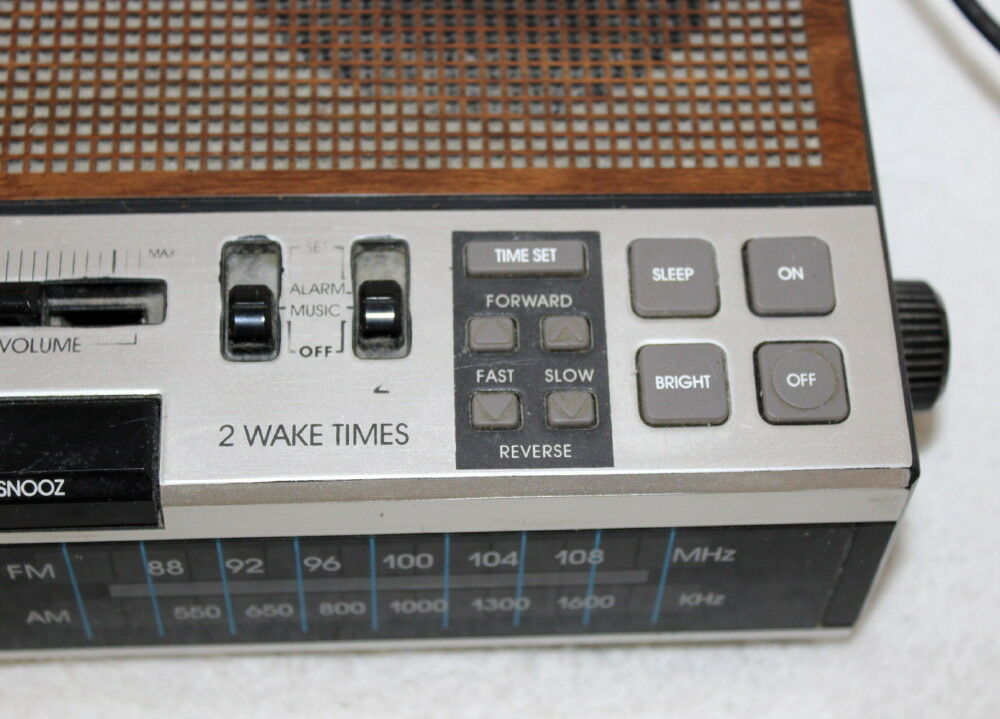 MAX
VOLUME
SET
ALARM
MUSIC
OFF
2
2 WAKE TIMES
TIME SET
FORWARD
FAST SLOW
REVERSE
SLEEP ON
BRIGHT OFF
SNOOZ
FM 88 92 96 100 104 108 MHz
AM 550 650 800 1000 1300 1600 KHz